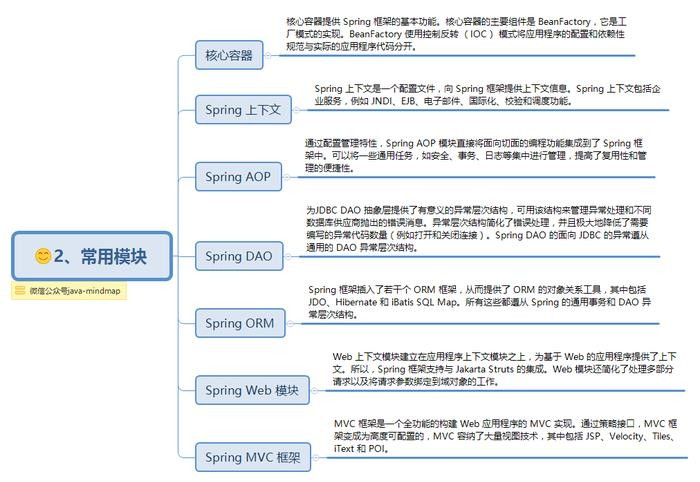 核心容器
核心容器提供 Spring 框架的基本功能。核心容器的主要组件是 BeanFactory，它是工
厂模式的实现。BeanFactory 使用控制反转 （IOC ）模式将应用程序的配置和依赖性
规范与实际的应用程序代码分开。
Spring 上下文
Spring 上下文是一个配置文件，向 Spring 框架提供上下文信息。Spring 上下文包括企
业服务，例如 JNDI、EJB、电子邮件、国际化、校验和调度功能。
Spring AOP
通过配置管理特性，Spring AOP 模块直接将面向切面的编程功能集成到了 Spring 框
架中。可以将一些通用任务，如安全、事务、日志等集中进行管理，提高了复用性和管
理的便捷性。
2、常用模块
微信公众号java-mindmap
Spring DAO
为JDBC DAO 抽象层提供了有意义的异常层次结构，可用该结构来管理异常处理和不同
数据库供应商抛出的错误消息。异常层次结构简化了错误处理，并且极大地降低了需要
编写的异常代码数量（例如打开和关闭连接）。Spring DAO 的面向 JDBC 的异常遵从
通用的 DAO 异常层次结构。
Spring ORM
Spring 框架插入了若干个 ORM 框架，从而提供了 ORM 的对象关系工具，其中包括
JDO、Hibernate 和 iBatis SQL Map。所有这些都遵从 Spring 的通用事务和 DAO 异
常层次结构。
Spring Web 模块
Web 上下文模块建立在应用程序上下文模块之上，为基于 Web 的应用程序提供了上下
文。所以，Spring 框架支持与 Jakarta Struts 的集成。Web 模块还简化了处理多部分
请求以及将请求参数绑定到域对象的工作。
Spring MVC 框架
MVC 框架是一个全功能的构建 Web 应用程序的 MVC 实现。通过策略接口，MVC 框
架变成为高度可配置的，MVC 容纳了大量视图技术，其中包括 JSP、Velocity、Tiles、
iText 和 POI。